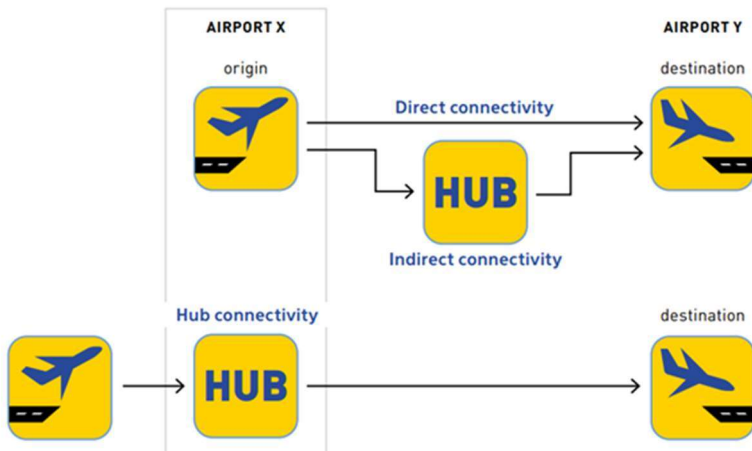 AIRPORT X
AIRPORT Y
origin
destination
Direct connectivity
HUB
Indirect connectivity
Hub connectivity
destination
HUB